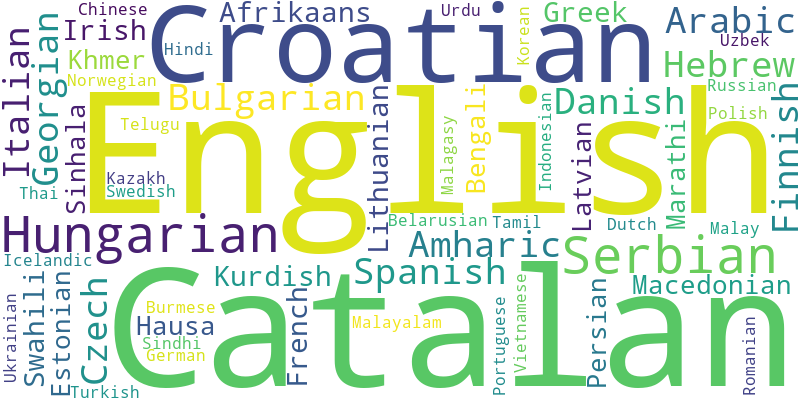 Chinese
Afrikaans
Urdu
Greek
Arabic
Irish
Croatian
Korean
Uzbek
Hindi
Italian
Georgian
Khmer
Hebrew
Norwegian
Russian
English
Bulgarian
Danish
Polish
Finnish
Sinhala
Telugu
Lithuanian
Malagasy
Bengali
Indonesian
Latvian
Marathi
Kazakh
Swedish
Thai
Hungarian
Belarusian
Tamil
Dutch
Malay
Amharic
Serbian
Icelandic
Catalan
Kurdish
Spanish
Macedonian
Ukrainian
Swahili
Estonian
Czech
Burmese
Hausa
French
Malayalam
Portuguese
Vietnamese
Persian
Romanian
Sindhi
German
Turkish